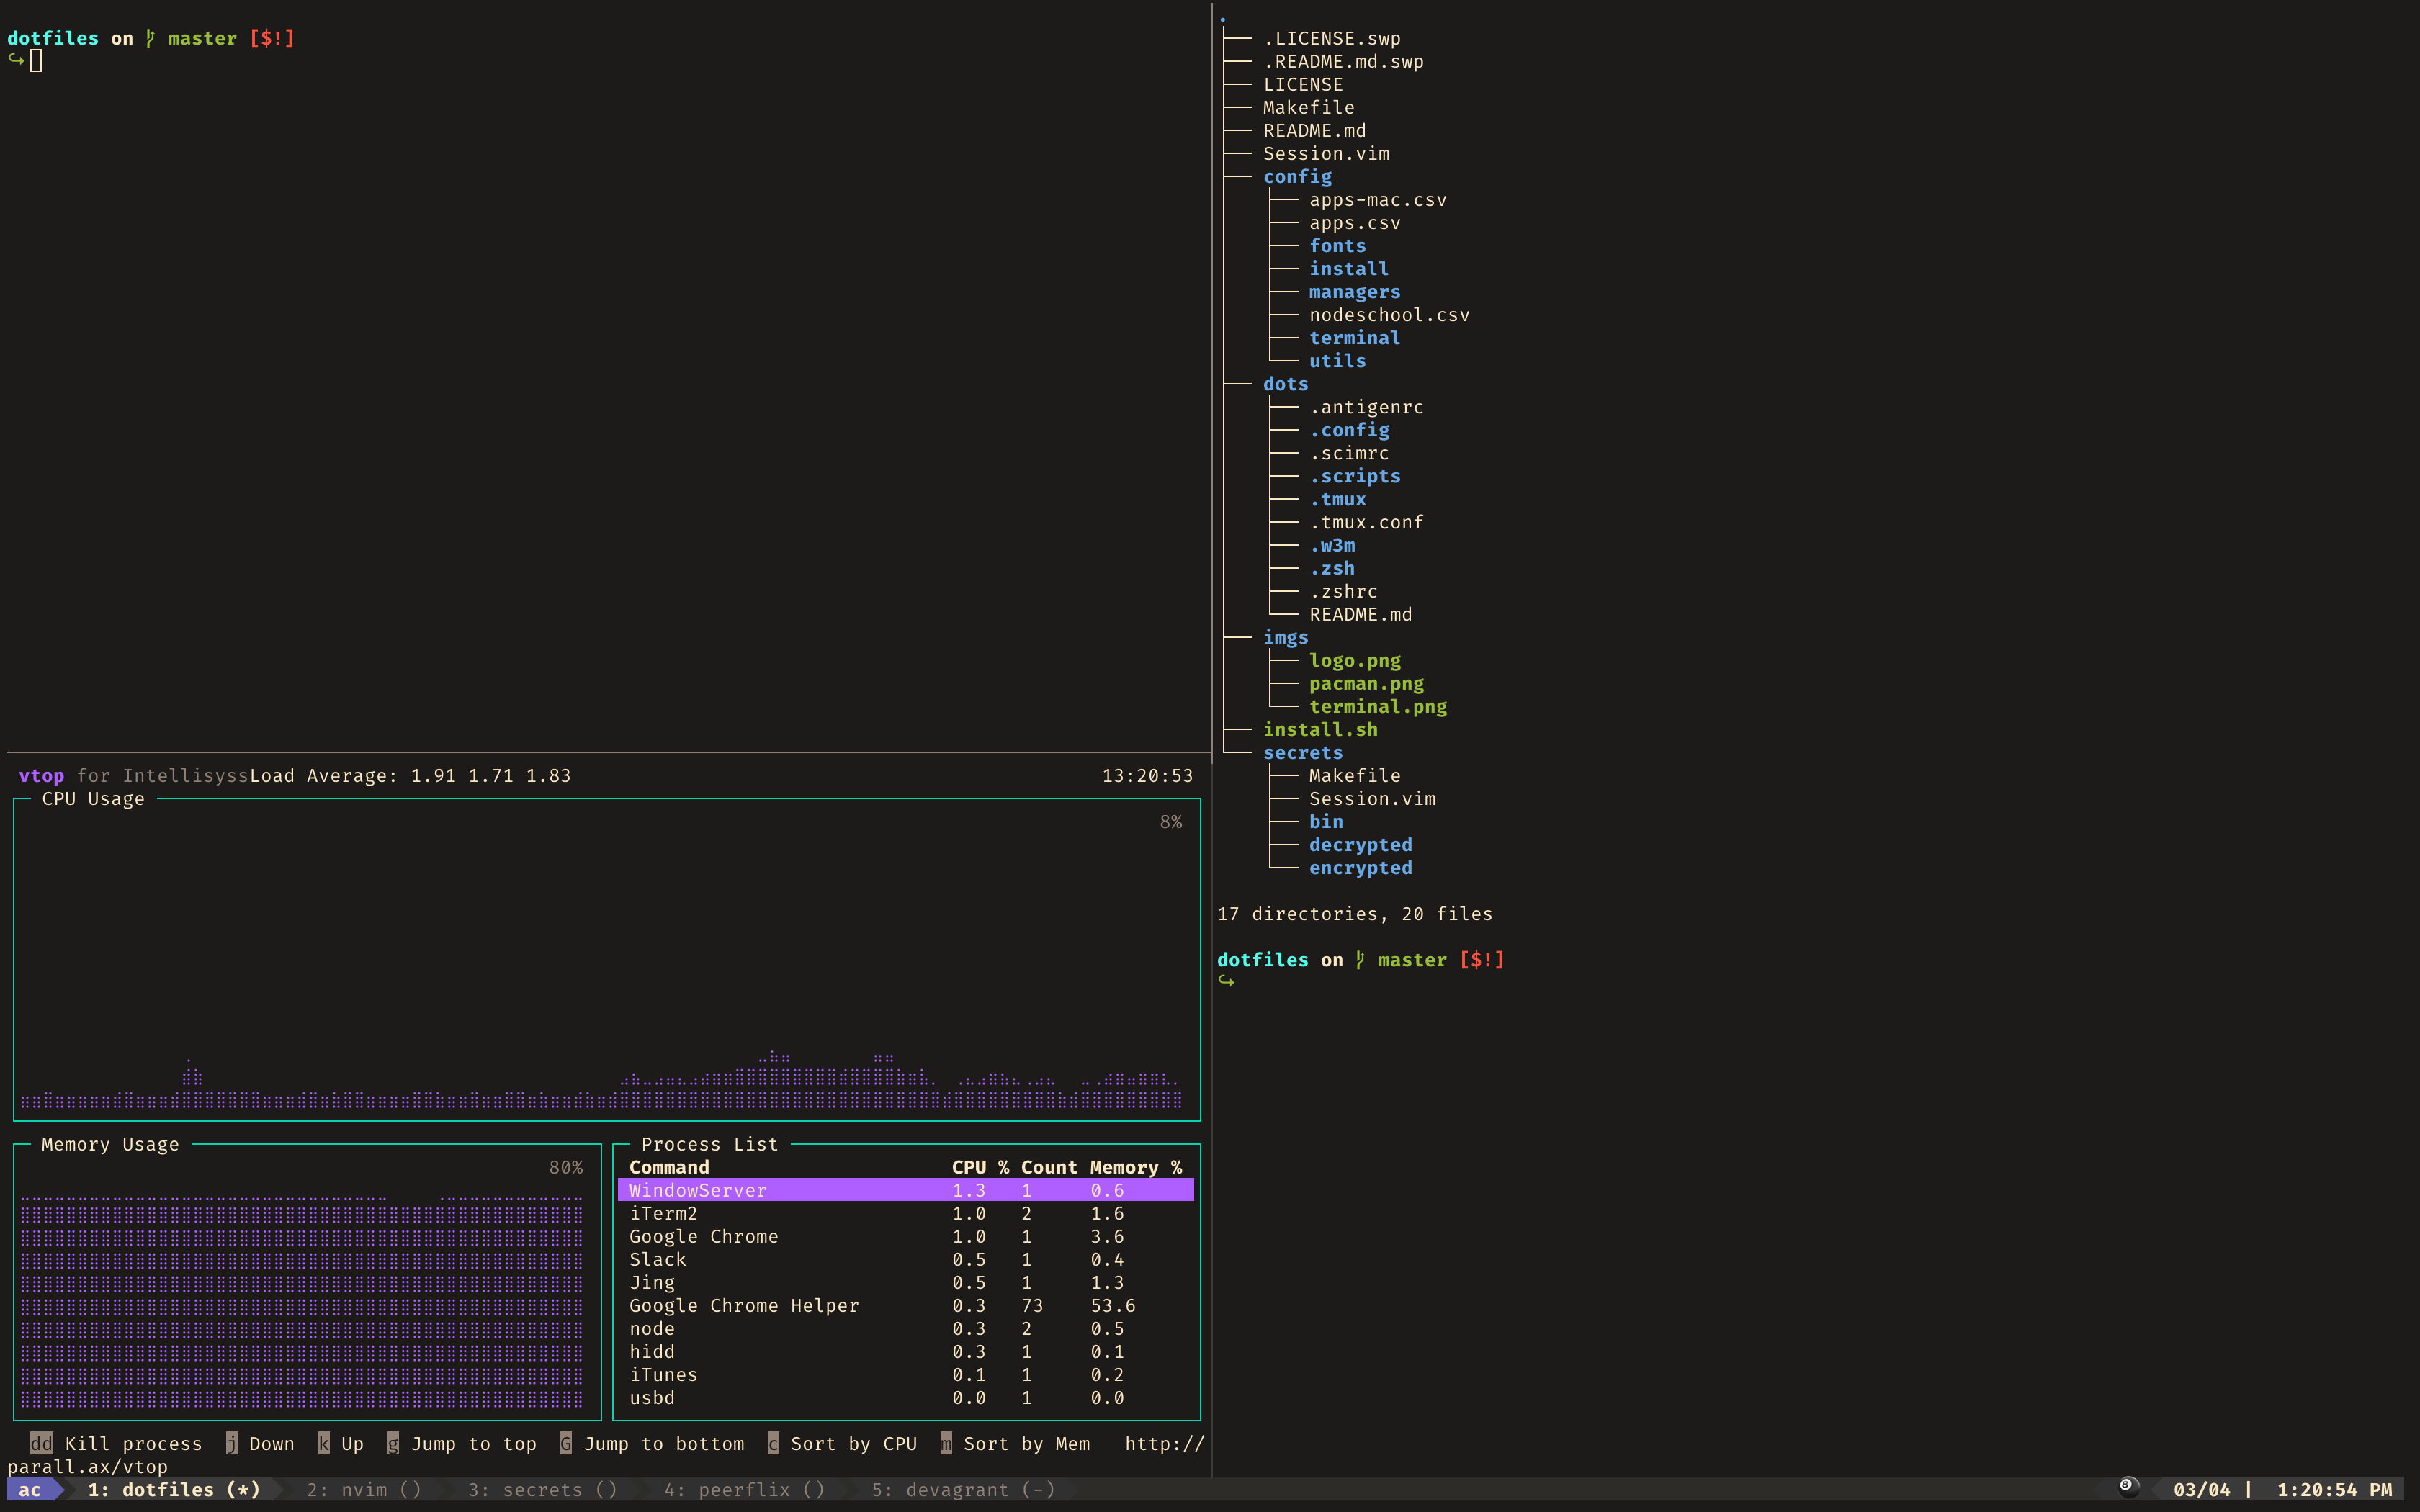 dotfiles on master [$!]
↪
vtop for IntellisyssLoad Average: 1.91 1.71 1.83 13:20:53
CPU Usage
8%
Memory Usage
80%
Process List
Command CPU % Count Memory %
WindowServer 1.3 1 0.6
iTerm2 1.0 2 1.6
Google Chrome 1.0 1 3.6
Slack 0.5 1 0.4
Jing 0.5 1 1.3
Google Chrome Helper 0.3 73 53.6
node 0.3 2 0.5
hidd 0.3 1 0.1
iTunes 0.1 1 0.2
usbd 0.0 1 0.0
dd Kill process j Down k Up g Jump to top G Jump to bottom c Sort by CPU m Sort by Mem http://
parall.ax/vtop
.
├── .LICENSE.swp
├── .README.md.swp
├── LICENSE
├── Makefile
├── README.md
├── Session.vim
├── config
│   ├── apps-mac.csv
│   ├── apps.csv
│   ├── fonts
│   ├── install
│   ├── managers
│   ├── nodeschool.csv
│   ├── terminal
│   └── utils
├── dots
│   ├── .antigenrc
│   ├── .config
│   ├── .scimrc
│   ├── .scripts
│   ├── .tmux
│   ├── .tmux.conf
│   ├── .w3m
│   ├── .zsh
│   ├── .zshrc
│   └── README.md
├── imgs
│   ├── logo.png
│   ├── pacman.png
│   └── terminal.png
├── install.sh
└── secrets
    ├── Makefile
    ├── Session.vim
    ├── bin
    ├── decrypted
    └── encrypted
17 directories, 20 files
dotfiles on master [$!]
↪
ac 1: dotfiles (*) 2: nvim () 3: secrets () 4: peerflix () 5: devagrant (-) 03/04 | 1:20:54 PM